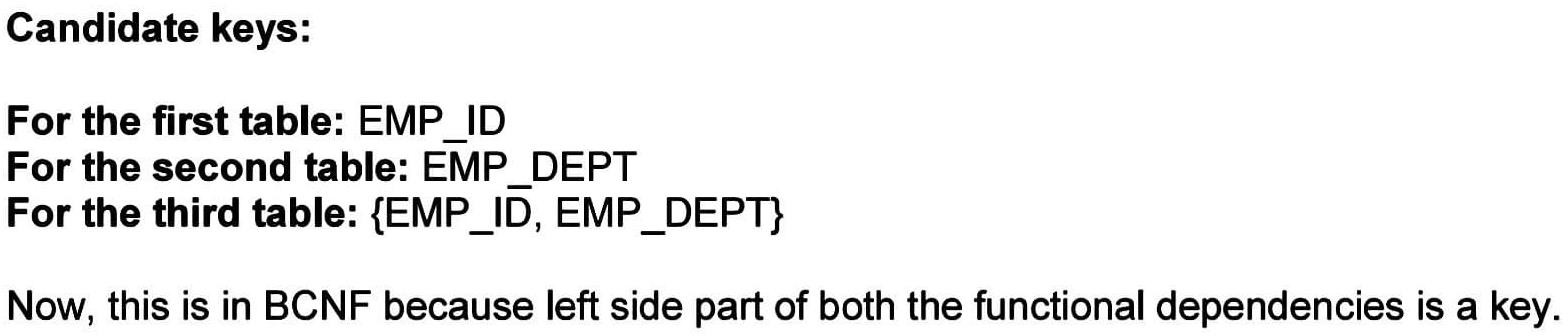 Candidate keys:
For the first table: EMP_ID
For the second table: EMP_DEPT
For the third table: {EMP_ID, EMP_DEPT}
Now, this is in BCNF because left side part of both the functional dependencies is a key.